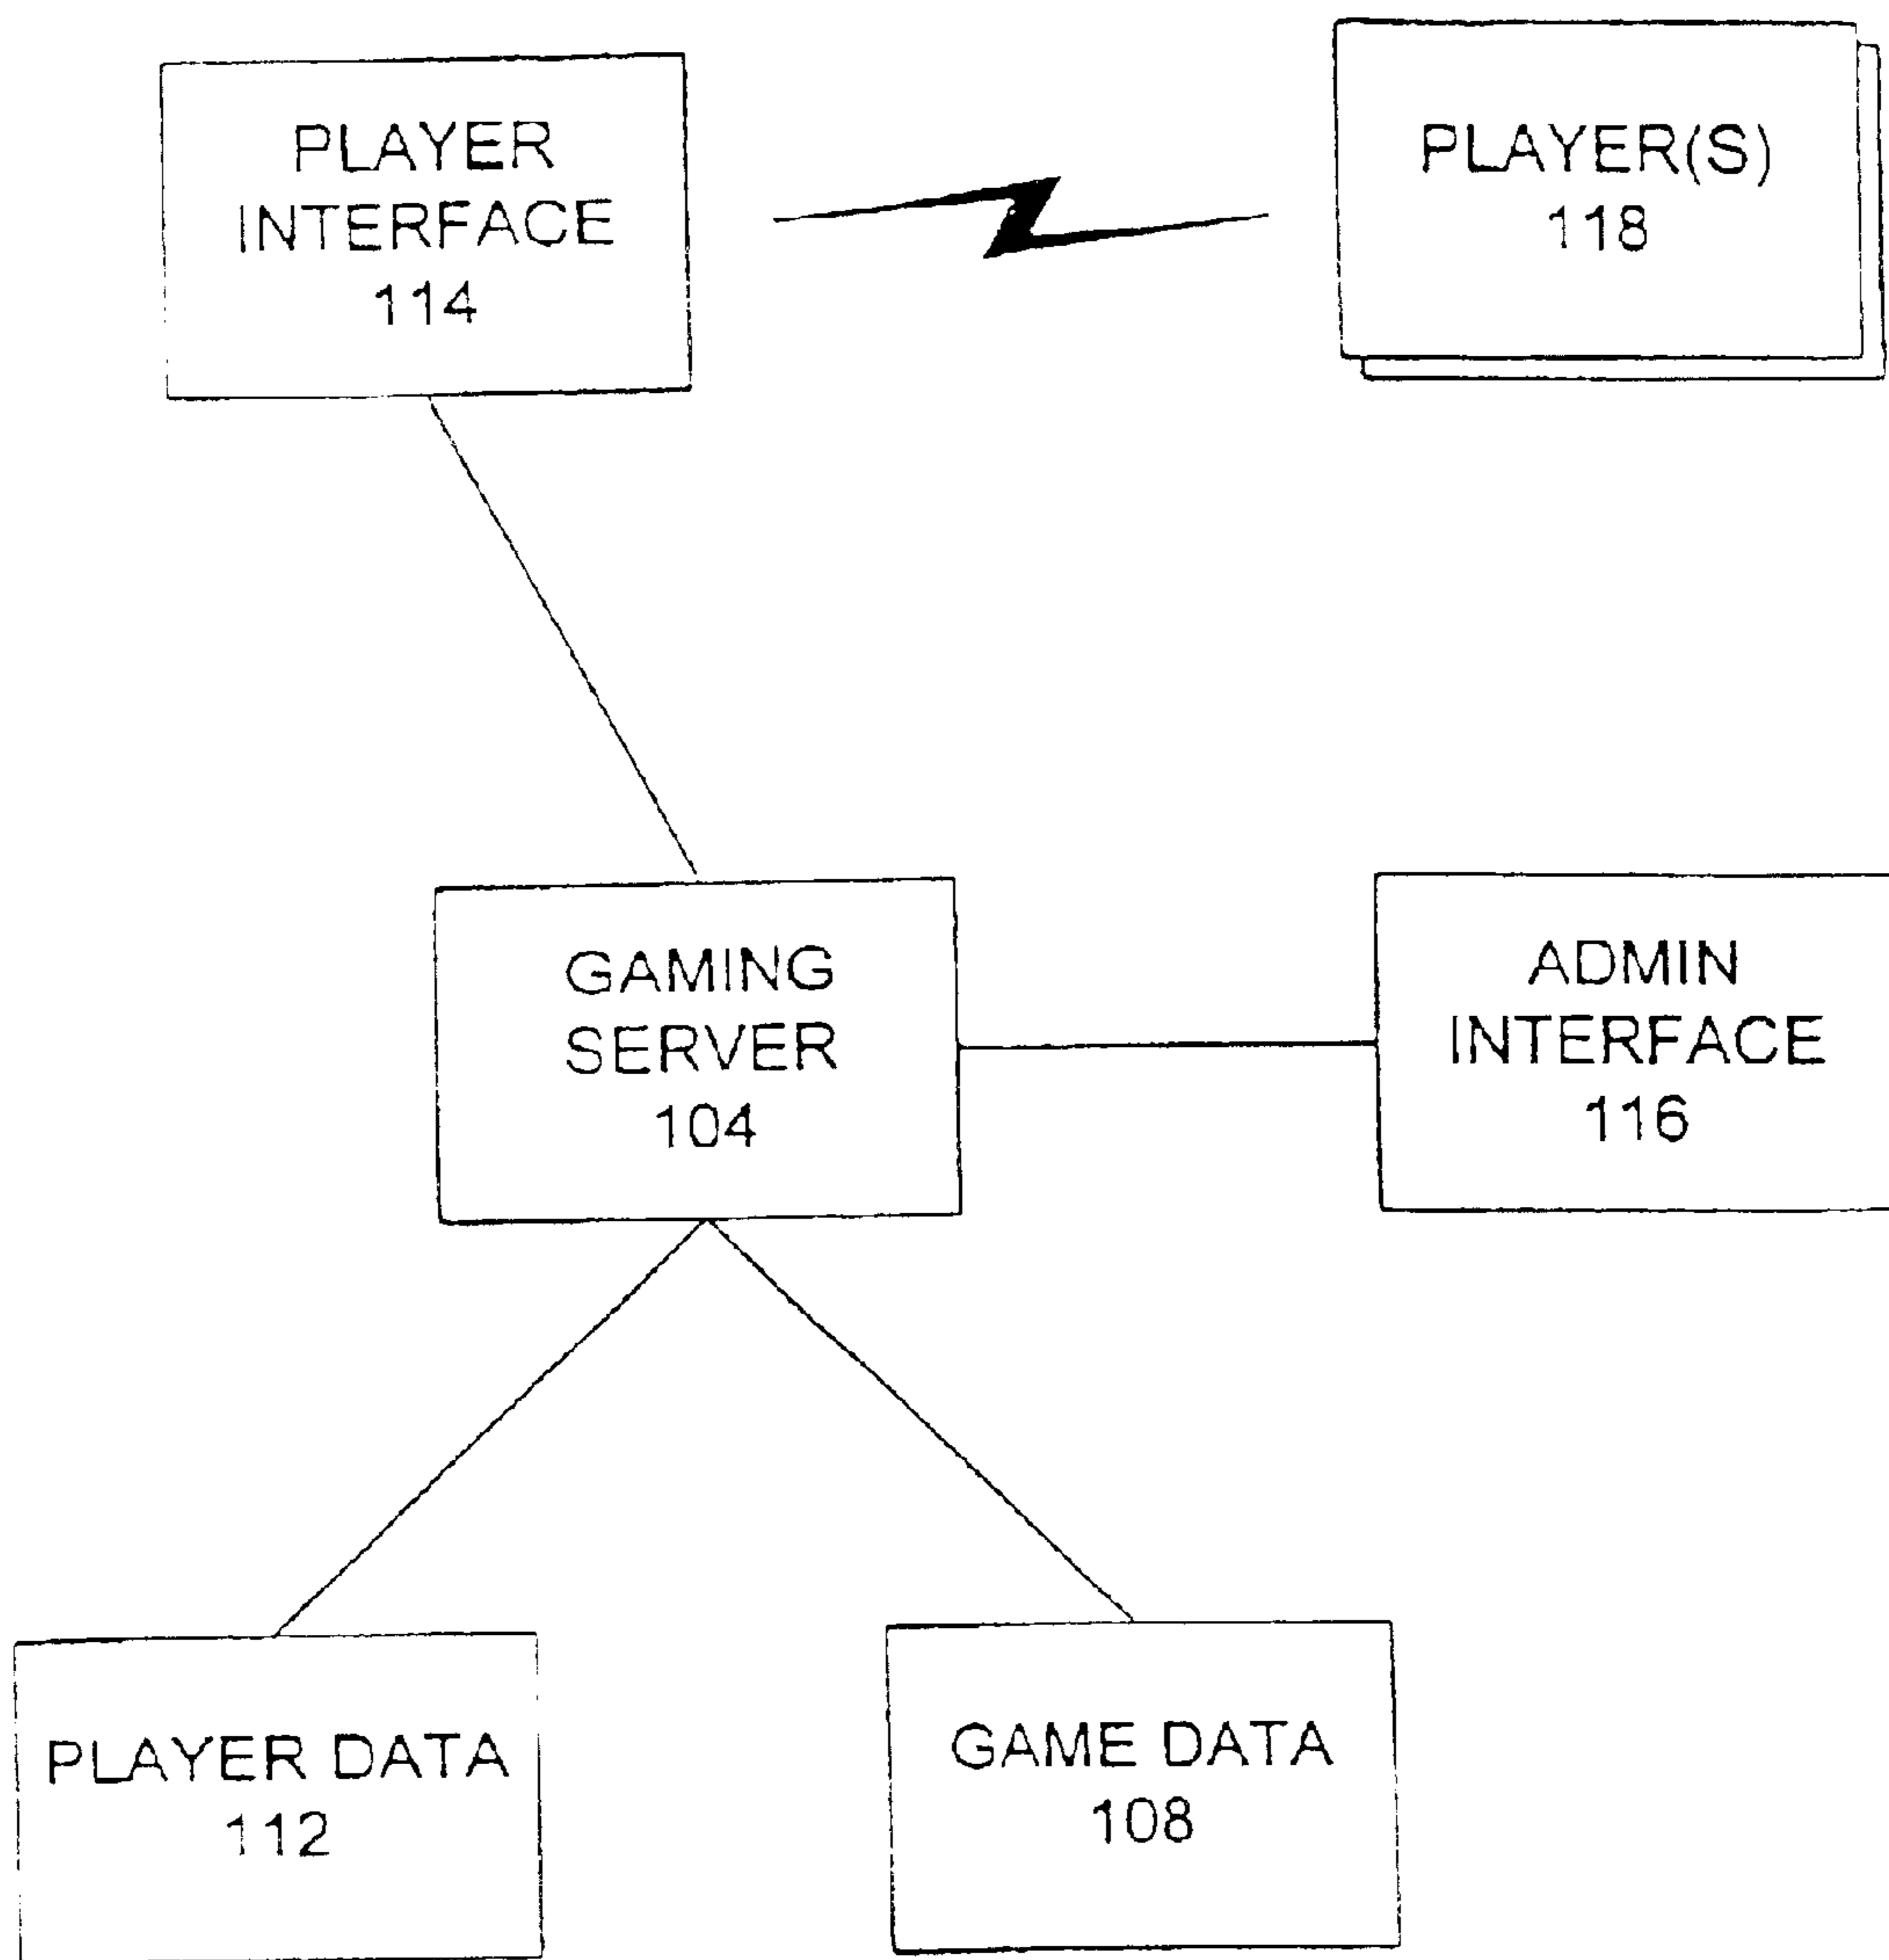 PLAYER
INTERFACE
114
PLAYER(S)
118
GAMING
SERVER
104
ADMIN
INTERFACE
116
PLAYER DATA
112
GAME DATA
108